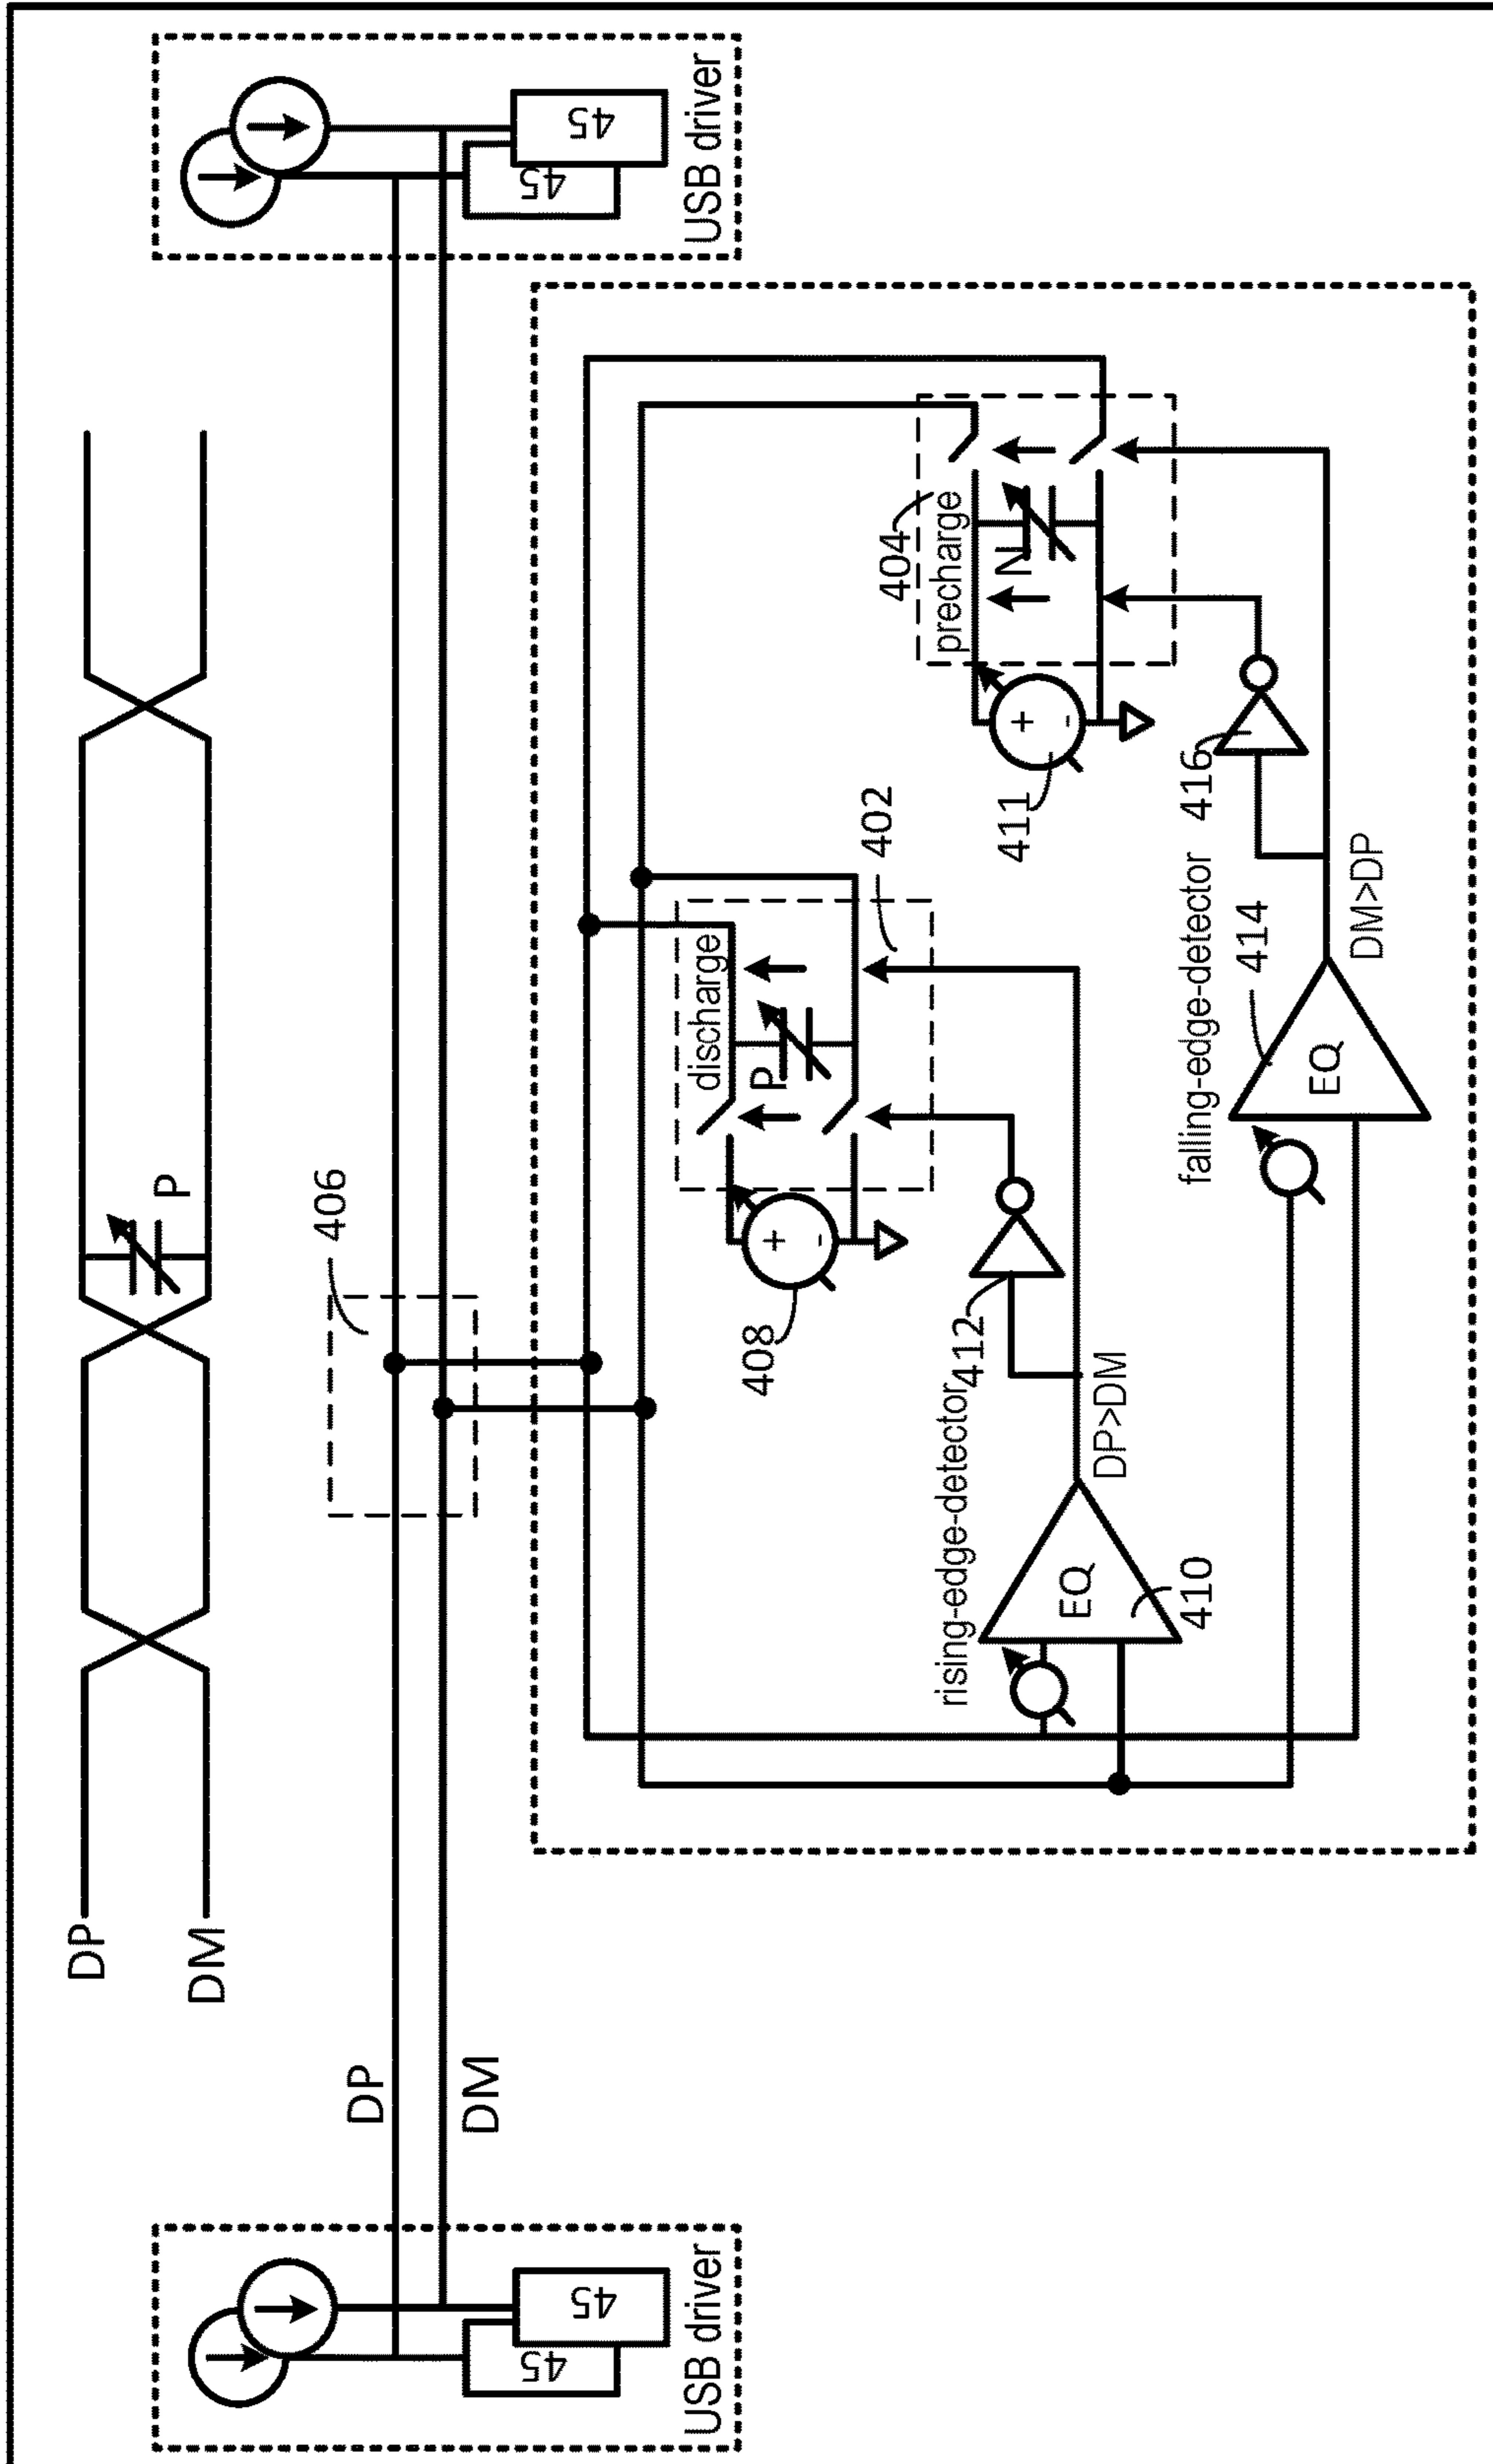 DP
DM
P
DP
DM
406
45
45
USB driver
45
45
USB driver
discharge
P
402
408
404
precharge
N
+
-
+
-
411
rising-edge-detector
412
DP>DM
EQ
410
falling-edge-detector
416
414
DM>DP
EQ